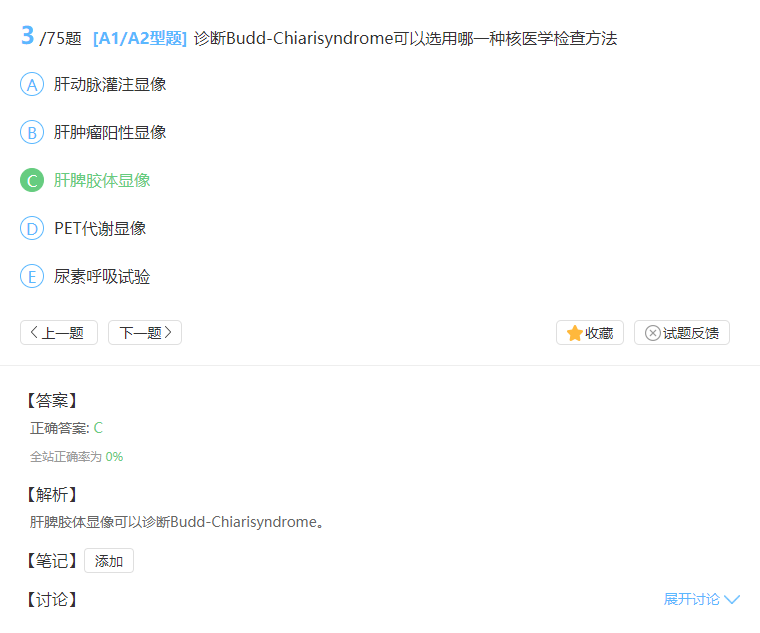 3 /75题 [A1/A2型题] 诊断Budd-Chiarisyndrome可以选用哪一种核医学检查方法
A 肝动脉灌注显像
B 肝肿瘤阳性显像
C 肝脾胶体显像
D PET代谢显像
E 尿素呼吸试验
上一题 下一题 收藏 试题反馈
【答案】
正确答案: C
全站正确率为 0%
【解析】
肝脾胶体显像可以诊断Budd-Chiarisyndrome。
【笔记】 添加
【讨论】 展开讨论